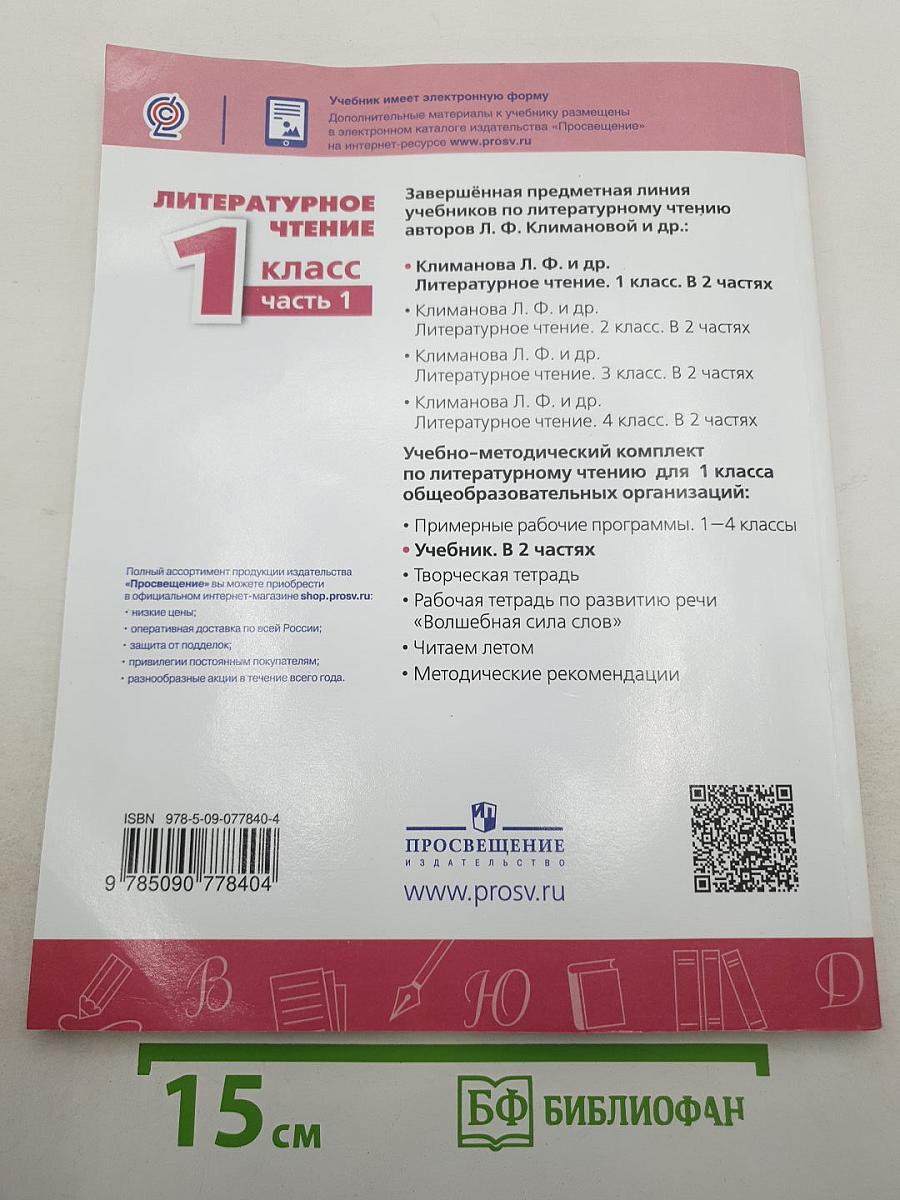 Учебник имеет электронную форму
Дополнительные материалы к учебнику размещены
в электронном каталоге издательства «Просвещение»
на интернет-ресурсе www.prosv.ru
ЛИТЕРАТУРНОЕ
ЧТЕНИЕ
1
класс
часть 1
Завершённая предметная линия
учебников по литературному чтению
авторов Л. Ф. Климановой и др.:
• Климанова Л. Ф. и др.
Литературное чтение. 1 класс. В 2 частях
• Климанова Л. Ф. и др.
Литературное чтение. 2 класс. В 2 частях
• Климанова Л. Ф. и др.
Литературное чтение. 3 класс. В 2 частях
• Климанова Л. Ф. и др.
Литературное чтение. 4 класс. В 2 частях
Учебно-методический комплект
по литературному чтению для 1 класса
общеобразовательных организаций:
• Примерные рабочие программы. 1—4 классы
• Учебник. В 2 частях
• Творческая тетрадь
• Рабочая тетрадь по развитию речи
«Волшебная сила слов»
• Читаем летом
• Методические рекомендации
Полный ассортимент продукции издательства
«Просвещение» вы можете приобрести
в официальном интернет-магазине shop.prosv.ru:
• низкие цены;
• оперативная доставка по всей России;
• защита от подделок;
• привилегии постоянным покупателям;
• разнообразные акции в течение всего года.
ISBN 978-5-09-077840-4
9 785090 778404
ПРОСВЕЩЕНИЕ
ИЗДАТЕЛЬСТВО
www.prosv.ru
В Ю Д
15 см
БФ БИБЛИОФАН